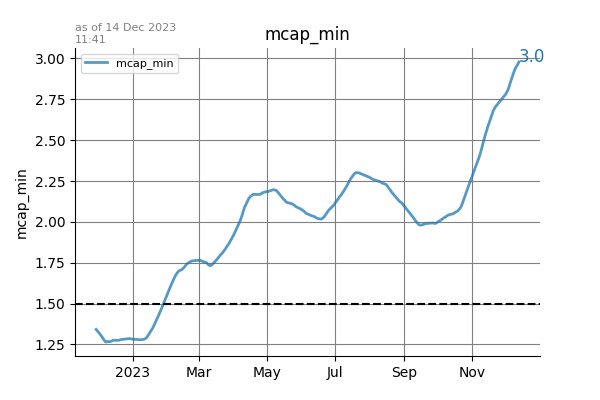 as of 14 Dec 2023
11:41
mcap_min
3.0
mcap_min
mcap_min
3.00
2.75
2.50
2.25
2.00
1.75
1.50
1.25
2023 Mar May Jul Sep Nov